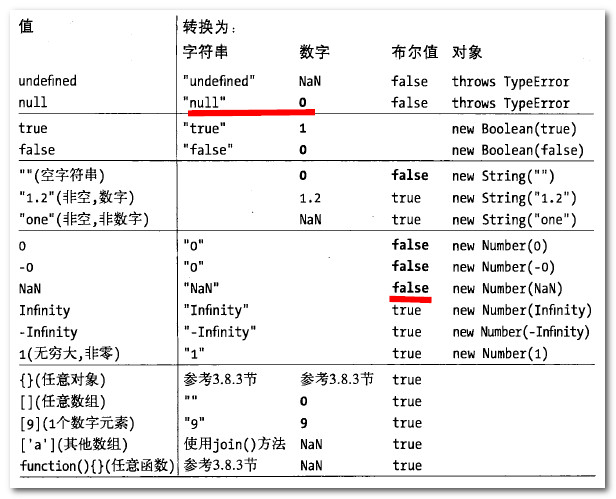 值 转换为:
字符串 数字 布尔值 对象
undefined "undefined" NaN false throws TypeError
null "null" 0 false throws TypeError
true "true" 1 new Boolean(true)
false "false" 0 new Boolean(false)
""(空字符串) 0 false new String("")
"1.2"(非空,数字) 1.2 true new String("1.2")
"one"(非空,非数字) NaN true new String("one")
0 "0" false new Number(0)
-0 "0" false new Number(-0)
NaN "NaN" false new Number(NaN)
Infinity "Infinity" true new Number(Infinity)
-Infinity "-Infinity" true new Number(-Infinity)
1(无穷大,非零) "1" true new Number(1)
{}(任意对象) 参考3.8.3节 参考3.8.3节 true
[](任意数组) "" 0 true
[9](1个数字元素) "9" 9 true
['a'](其他数组) 使用join()方法 NaN true
function(){}(任意函数) 参考3.8.3节 NaN true